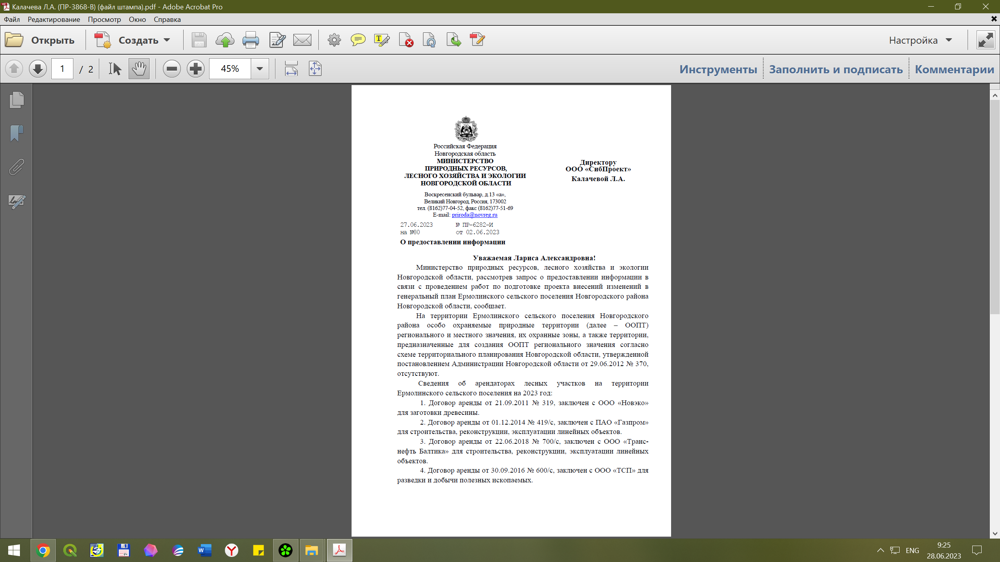 Калачева Л.А. (ПР-3868-В) (файл штампа).pdf - Adobe Acrobat Pro
Файл Редактирование Просмотр Окно Справка
Открыть Создать Настройка
1 / 2 45% Инструменты Заполнить и подписать Комментарии
Российская Федерация
Новгородская область
МИНИСТЕРСТВО
ПРИРОДНЫХ РЕСУРСОВ,
ЛЕСНОГО ХОЗЯЙСТВА И ЭКОЛОГИИ
НОВГОРОДСКОЙ ОБЛАСТИ
Воскресенский бульвар, д.13 «а»,
Великий Новгород, Россия, 173002
тел. (8162)77-04-52, факс (8162)77-51-69
E-mail: priroda@novreg.ru
27.06.2023 № ПР-6282-И
на №80 от 02.06.2023
О предоставлении информации
Директору
ООО «СибПроект»
Калачевой Л.А.
Уважаемая Лариса Александровна!
Министерство природных ресурсов, лесного хозяйства и экологии
Новгородской области, рассмотрев запрос о предоставлении информации в
связи с проведением работ по подготовке проекта внесений изменений в
генеральный план Ермолинского сельского поселения Новгородского района
Новгородской области, сообщает.
На территории Ермолинского сельского поселения Новгородского
района особо охраняемые природные территории (далее – ООПТ)
регионального и местного значения, их охранные зоны, а также территории,
предназначенные для создания ООПТ регионального значения согласно
схеме территориального планирования Новгородской области, утвержденной
постановлением Администрации Новгородской области от 29.06.2012 № 370,
отсутствуют.
Сведения об арендаторах лесных участков на территории
Ермолинского сельского поселения на 2023 год:
1. Договор аренды от 21.09.2011 № 319, заключен с ООО «Новэко»
для заготовки древесины.
2. Договор аренды от 01.12.2014 № 419/с, заключен с ПАО «Газпром»
для строительства, реконструкции, эксплуатации линейных объектов.
3. Договор аренды от 22.06.2018 № 700/с, заключен с ООО «Транс-
нефть Балтика» для строительства, реконструкции, эксплуатации линейных
объектов.
4. Договор аренды от 30.09.2016 № 600/с, заключен с ООО «ТСП» для
разведки и добычи полезных ископаемых.
ENG
9:25
28.06.2023